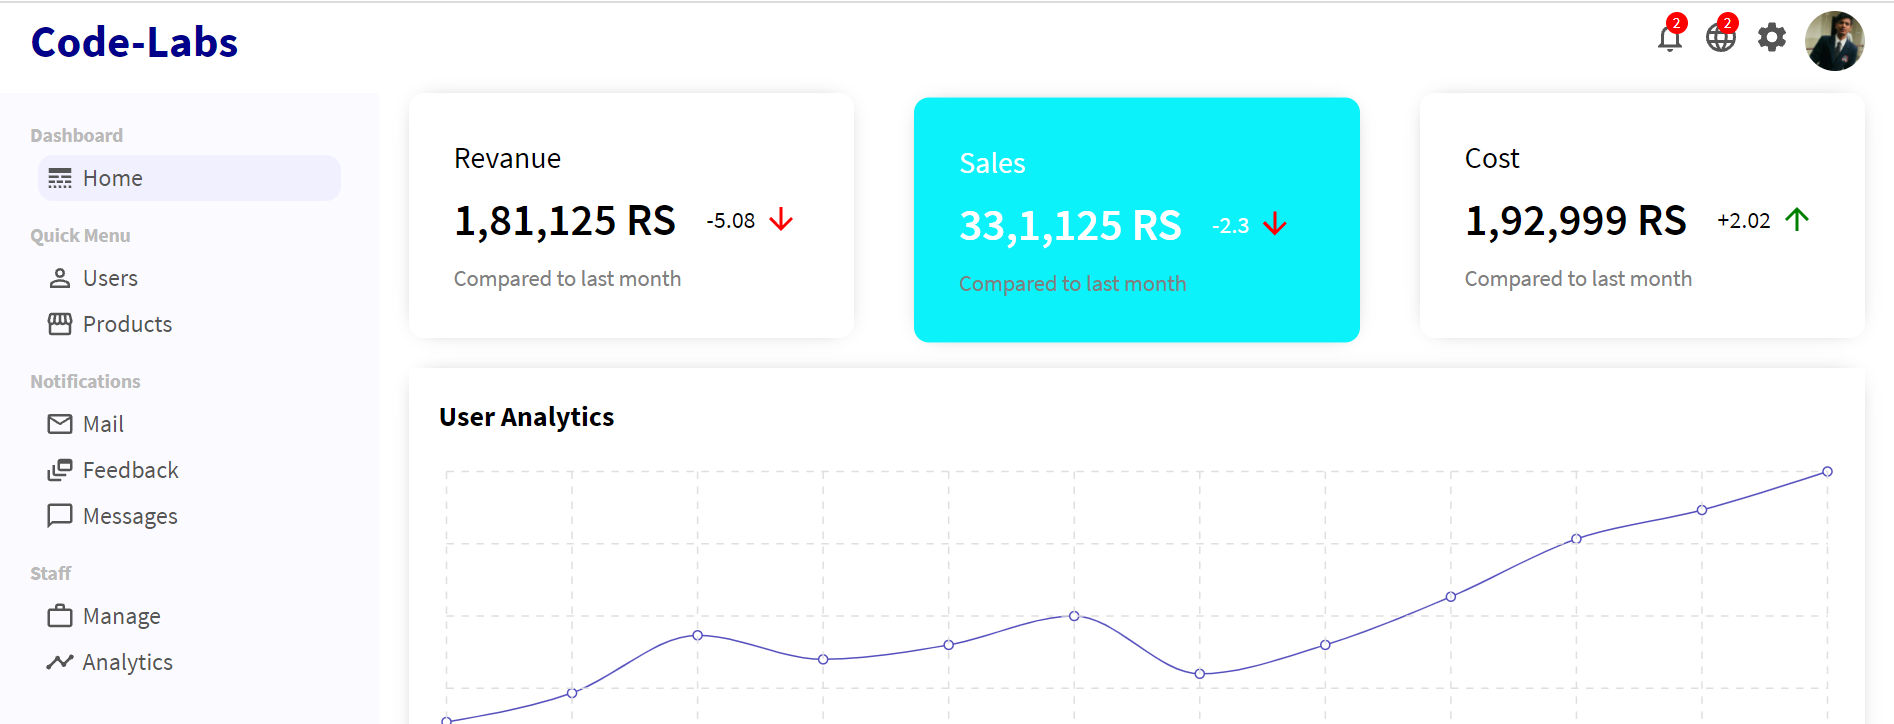 Code-Labs
2
2
Dashboard
Home
Quick Menu
Users
Products
Notifications
Mail
Feedback
Messages
Staff
Manage
Analytics
Revanue
1,81,125 RS -5.08
Compared to last month
Sales
33,1,125 RS -2.3
Compared to last month
Cost
1,92,999 RS +2.02
Compared to last month
User Analytics